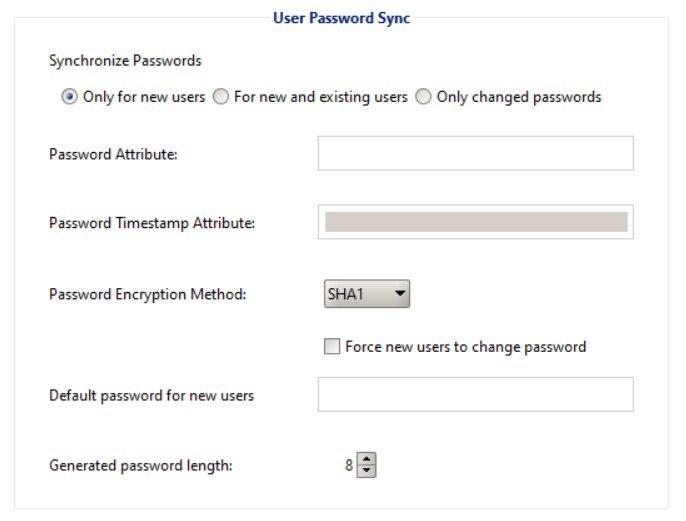 User Password Sync
Synchronize Passwords
Only for new users For new and existing users Only changed passwords
Password Attribute:
Password Timestamp Attribute:
Password Encryption Method: SHA1
Force new users to change password
Default password for new users
Generated password length: 8